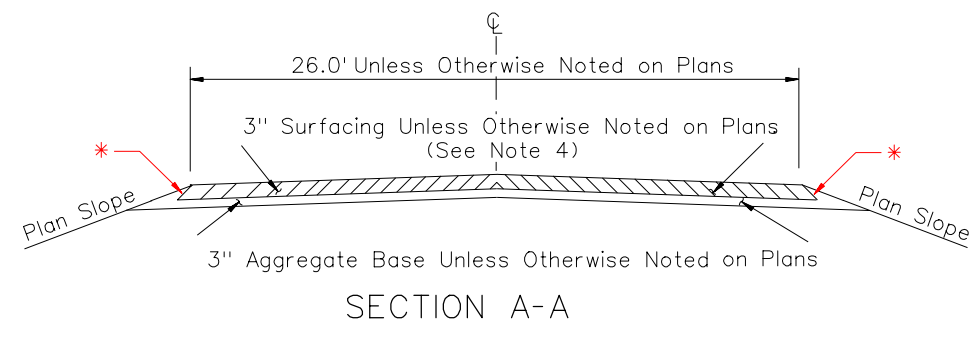 ℄
26.0' Unless Otherwise Noted on Plans
3" Surfacing Unless Otherwise Noted on Plans
(See Note 4)
* *
Plan Slope Plan Slope
3" Aggregate Base Unless Otherwise Noted on Plans
SECTION A-A